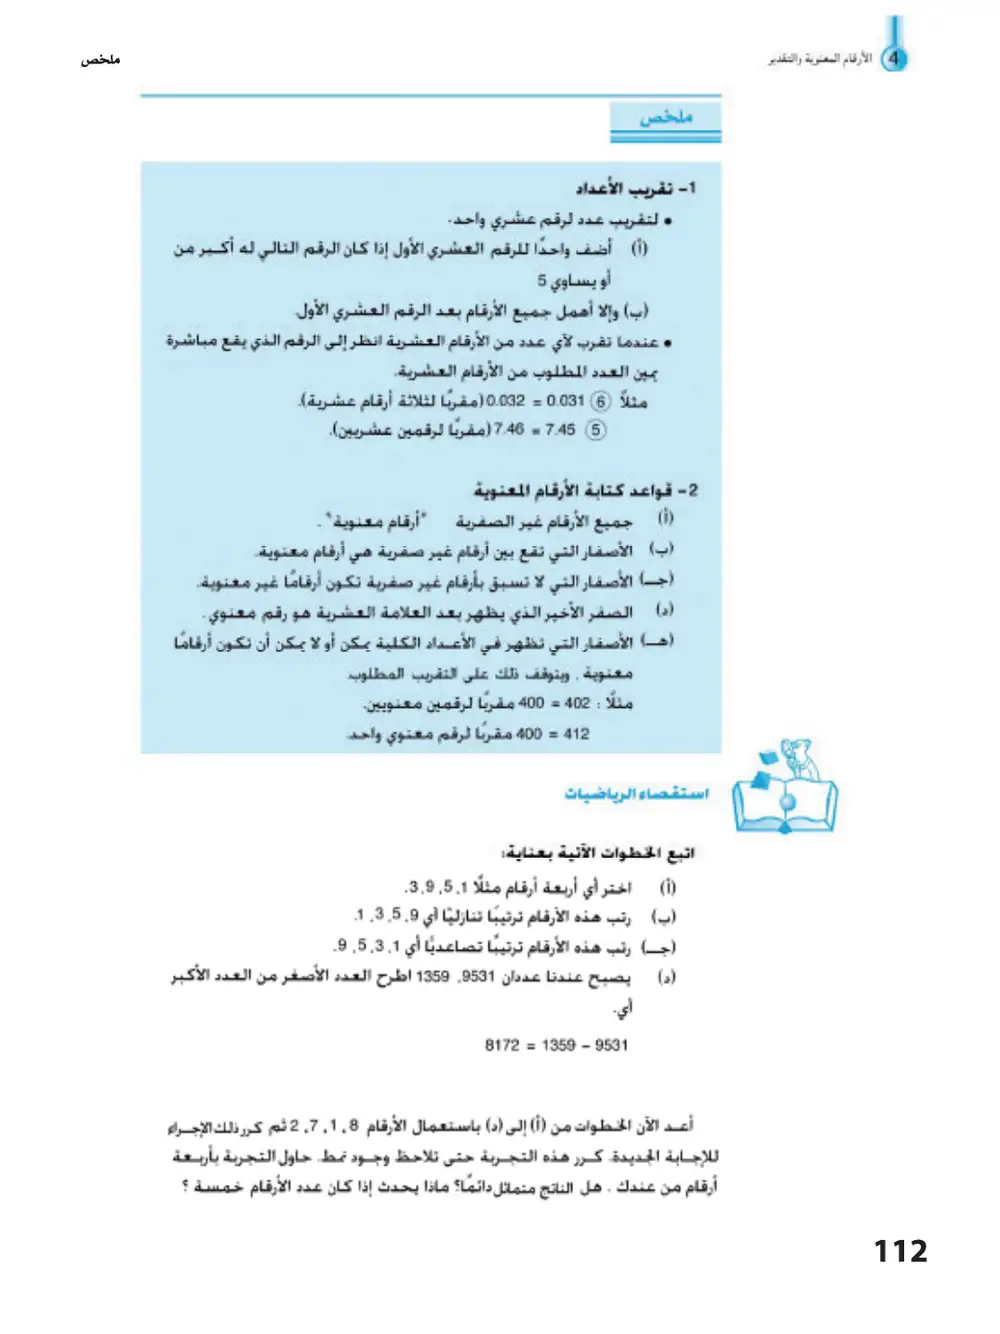 4 الأرقام المعنوية والتقدير
ملخص
ملخص
1- تقريب الأعداد
• لتقريب عدد لرقم عشري واحد.
(أ) أضف واحدًا للرقم العشري الأول إذا كان الرقم التالي له أكبر من
أو يساوي 5
(ب) وإلا أهمل جميع الأرقام بعد الرقم العشري الأول.
• عندما تقرب لأي عدد من الأرقام العشرية انظر إلى الرقم الذي يقع مباشرة
يمين العدد المطلوب من الأرقام العشرية.
مثلاً 6 0.031 = 0.032 (مقربًا لثلاثة أرقام عشرية).
5 7.45 = 7.46 (مقربًا لرقمين عشريين).
2- قواعد كتابة الأرقام المعنوية
(أ) جميع الأرقام غير الصفرية "أرقام معنوية".
(ب) الأصفار التي تقع بين أرقام غير صفرية هي أرقام معنوية.
(جـ) الأصفار التي لا تسبق بأرقام غير صفرية تكون أرقامًا غير معنوية.
(د) الصفر الأخير الذي يظهر بعد العلامة العشرية هو رقم معنوي.
(هـ) الأصفار التي تظهر في الأعداد الكلية يمكن أو لا يمكن أن تكون أرقامًا
معنوية. ويتوقف ذلك على التقريب المطلوب.
مثلًا : 402 = 400 مقربًا لرقمين معنويين.
412 = 400 مقربًا لرقم معنوي واحد.
استقصاء الرياضيات
اتبع الخطوات الآتية بعناية:
(أ) اختر أي أربعة أرقام مثلًا 1, 5, 9, 3.
(ب) رتب هذه الأرقام ترتيبًا تنازليًا أي 9, 5, 3, 1.
(جـ) رتب هذه الأرقام ترتيبًا تصاعديًا أي 1, 3, 5, 9.
(د) يصبح عندنا عددان 9531, 1359 اطرح العدد الأصغر من العدد الأكبر
أي.
9531 – 1359 = 8172
أعد الآن الخطوات من (أ) إلى (د) باستعمال الأرقام 8, 1, 7, 2 ثم كرر ذلك الإجراء
للإجابة الجديدة. كرر هذه التجربة حتى تلاحظ وجود نمط. حاول التجربة بأربعة
أرقام من عندك. هل الناتج متماثل دائمًا؟ ماذا يحدث إذا كان عدد الأرقام خمسة ؟
112